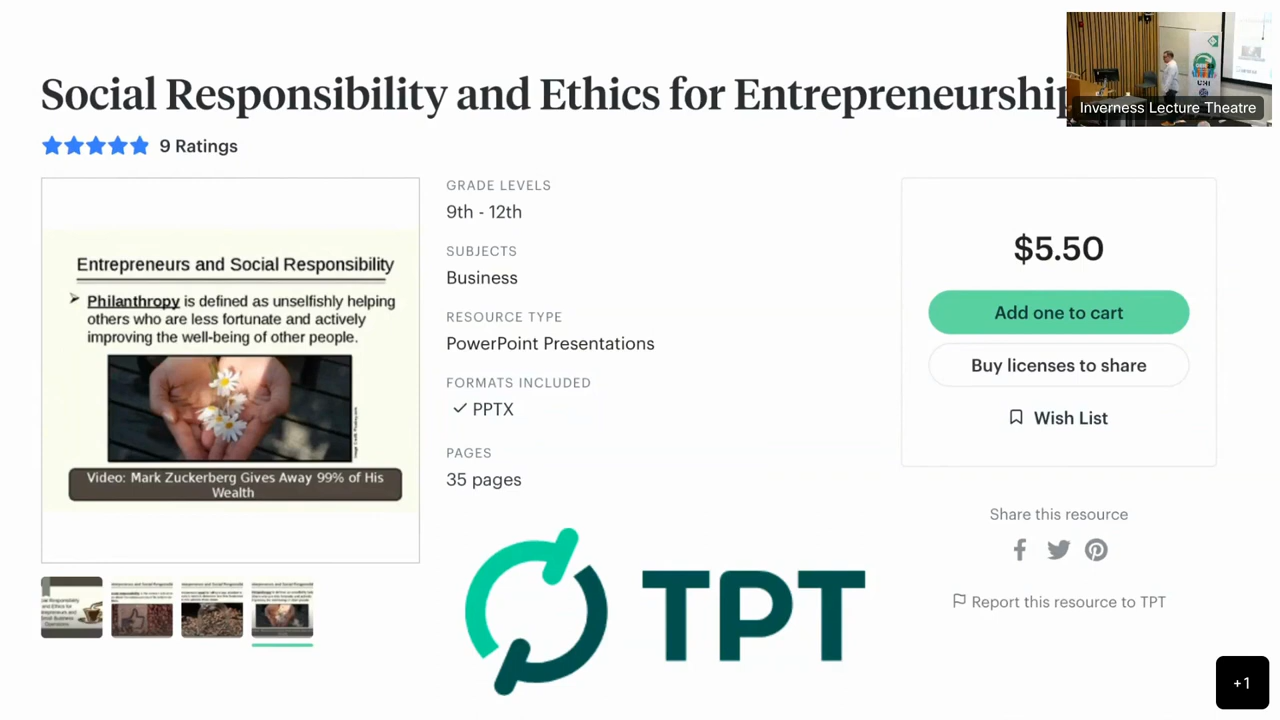 Social Responsibility and Ethics for Entrepreneurship
Inverness Lecture Theatre
9 Ratings
Entrepreneurs and Social Responsibility
Philanthropy is defined as unselfishly helping
others who are less fortunate and actively
improving the well-being of other people.
Video: Mark Zuckerberg Gives Away 99% of His
Wealth
GRADE LEVELS
9th - 12th
SUBJECTS
Business
RESOURCE TYPE
PowerPoint Presentations
FORMATS INCLUDED
PPTX
PAGES
35 pages
$5.50
Add one to cart
Buy licenses to share
Wish List
Share this resource
Report this resource to TPT
TPT
+1